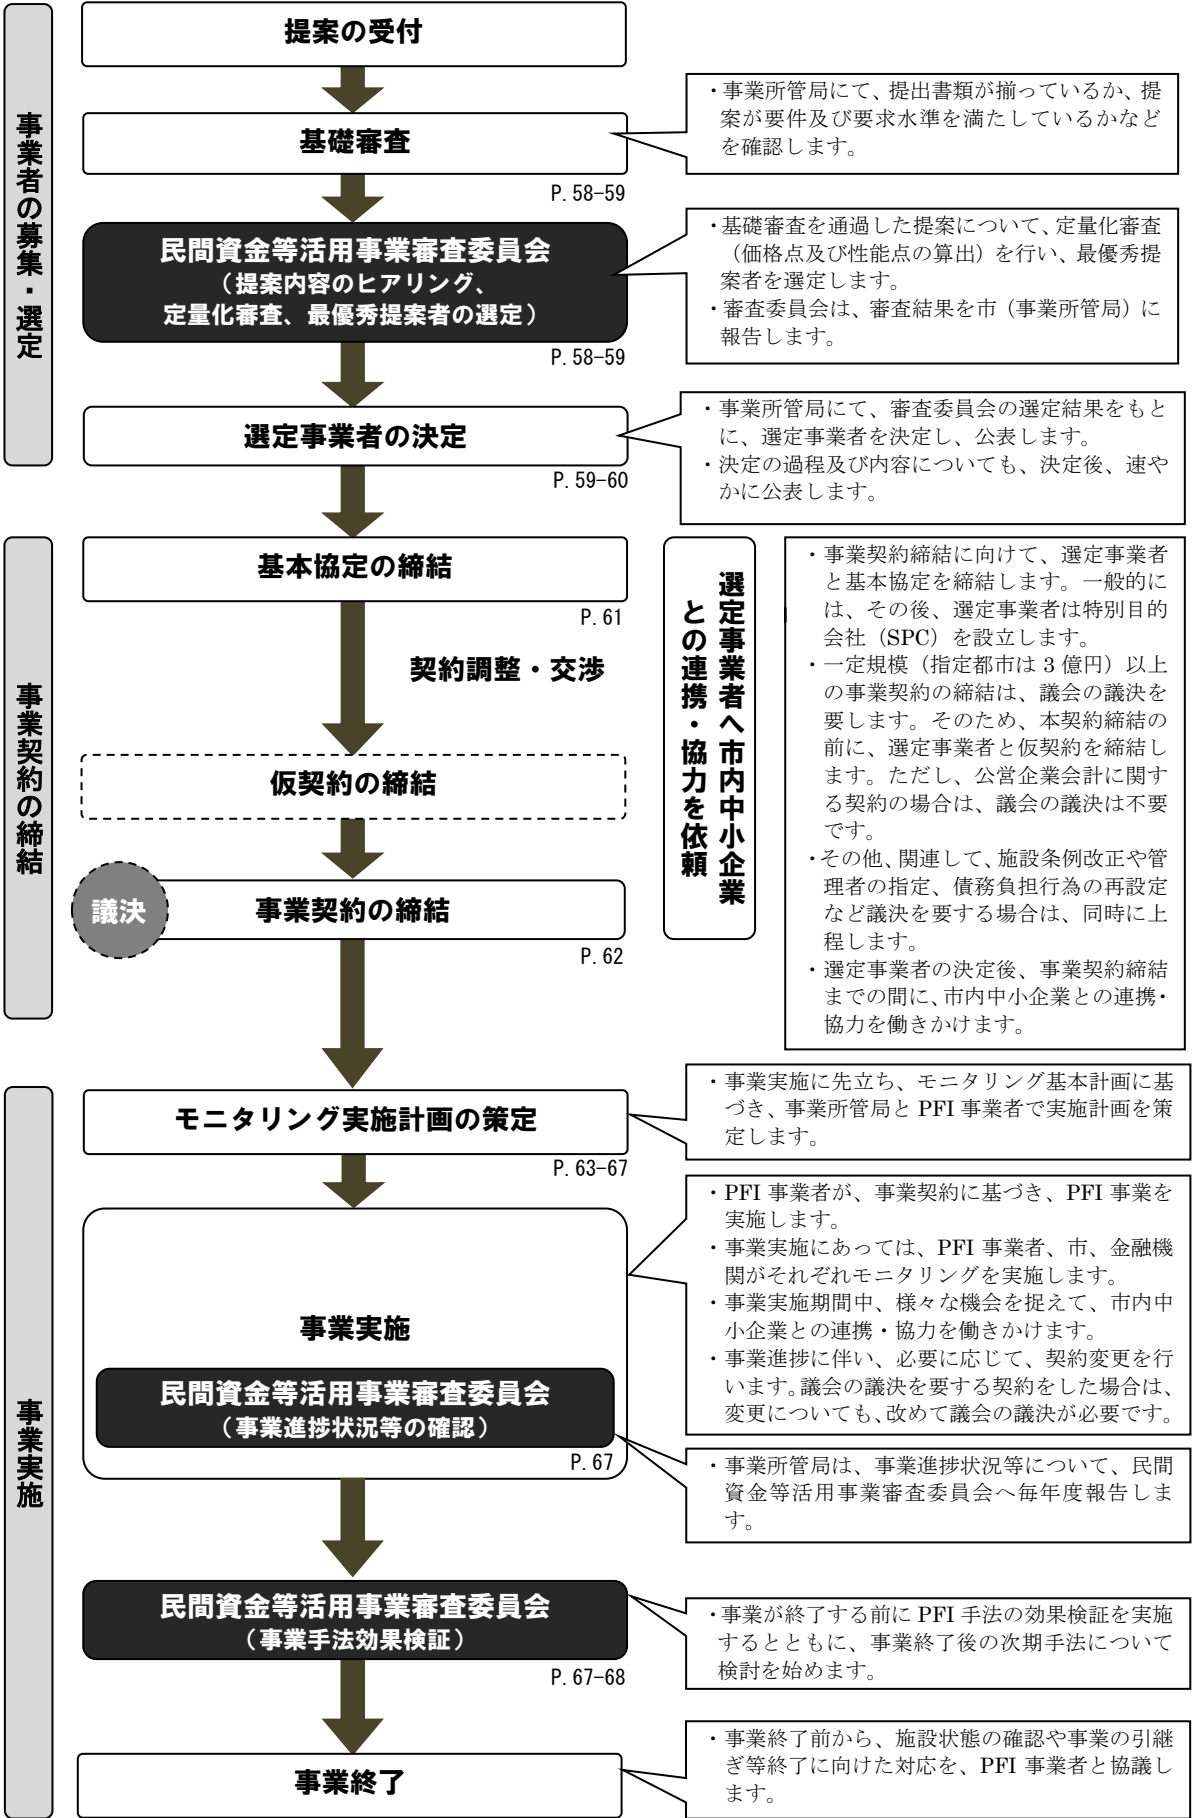 事業者の募集・選定
提案の受付
基礎審査
・事業所管局にて、提出書類が揃っているか、提
案が要件及び要求水準を満たしているかなど
を確認します。
P. 58-59
民間資金等活用事業審査委員会
（提案内容のヒアリング、
定量化審査、最優秀提案者の選定）
・基礎審査を通過した提案について、定量化審査
（価格点及び性能点の算出）を行い、最優秀提
案者を選定します。
・審査委員会は、審査結果を市（事業所管局）に
報告します。
P. 58-59
選定事業者の決定
・事業所管局にて、審査委員会の選定結果をもと
に、選定事業者を決定し、公表します。
・決定の過程及び内容についても、決定後、速や
かに公表します。
P. 59-60
事業契約の締結
基本協定の締結
P. 61
契約調整・交渉
仮契約の締結
議決
事業契約の締結
P. 62
選定事業者へ市内中小企業
との連携・協力を依頼
・事業契約締結に向けて、選定事業者
と基本協定を締結します。一般的に
は、その後、選定事業者は特別目的
会社（SPC）を設立します。
・一定規模（指定都市は 3 億円）以上
の事業契約の締結は、議会の議決を
要します。そのため、本契約締結の
前に、選定事業者と仮契約を締結し
ます。ただし、公営企業会計に関す
る契約の場合は、議会の議決は不要
です。
・その他、関連して、施設条例改正や管
理者の指定、債務負担行為の再設定
など議決を要する場合は、同時に上
程します。
・選定事業者の決定後、事業契約締結
までの間に、市内中小企業との連携・
協力を働きかけます。
事業実施
モニタリング実施計画の策定
・事業実施に先立ち、モニタリング基本計画に基
づき、事業所管局と PFI 事業者で実施計画を策
定します。
P. 63-67
事業実施
・PFI 事業者が、事業契約に基づき、PFI 事業を
実施します。
・事業実施にあっては、PFI 事業者、市、金融機
関がそれぞれモニタリングを実施します。
・事業実施期間中、様々な機会を捉えて、市内中
小企業との連携・協力を働きかけます。
・事業進捗に伴い、必要に応じて、契約変更を行
います。議会の議決を要する契約をした場合は、
変更についても、改めて議会の議決が必要です。
民間資金等活用事業審査委員会
（事業進捗状況等の確認）
P. 67
・事業所管局は、事業進捗状況等について、民間
資金等活用事業審査委員会へ毎年度報告しま
す。
民間資金等活用事業審査委員会
（事業手法効果検証）
・事業が終了する前に PFI 手法の効果検証を実施
するとともに、事業終了後の次期手法について
検討を始めます。
P. 67-68
事業終了
・事業終了前から、施設状態の確認や事業の引継
ぎ等終了に向けた対応を、PFI 事業者と協議し
ます。